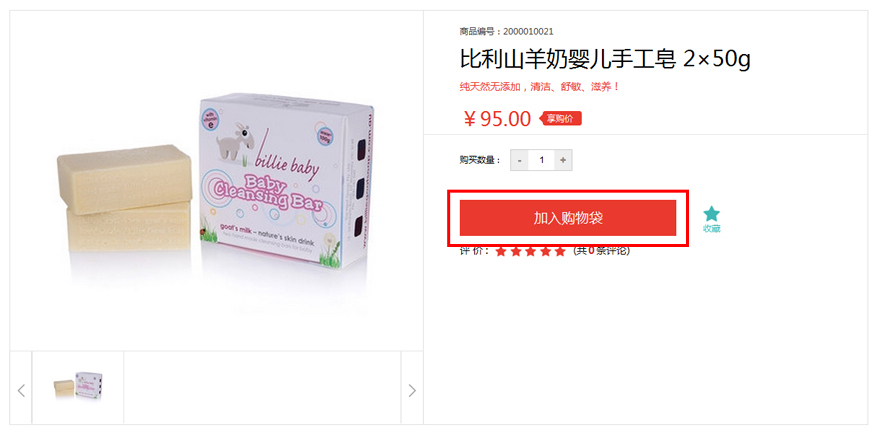 商品编号：2000010021
比利山羊奶婴儿手工皂 2×50g
纯天然无添加，清洁、舒敏、滋养！
￥95.00 享购价
购买数量： - 1 +
加入购物袋
收藏
评 价： (共 0 条评论)
with vitamin e
billie baby
Baby
Cleansing Bar
goat's milk – nature's skin drink